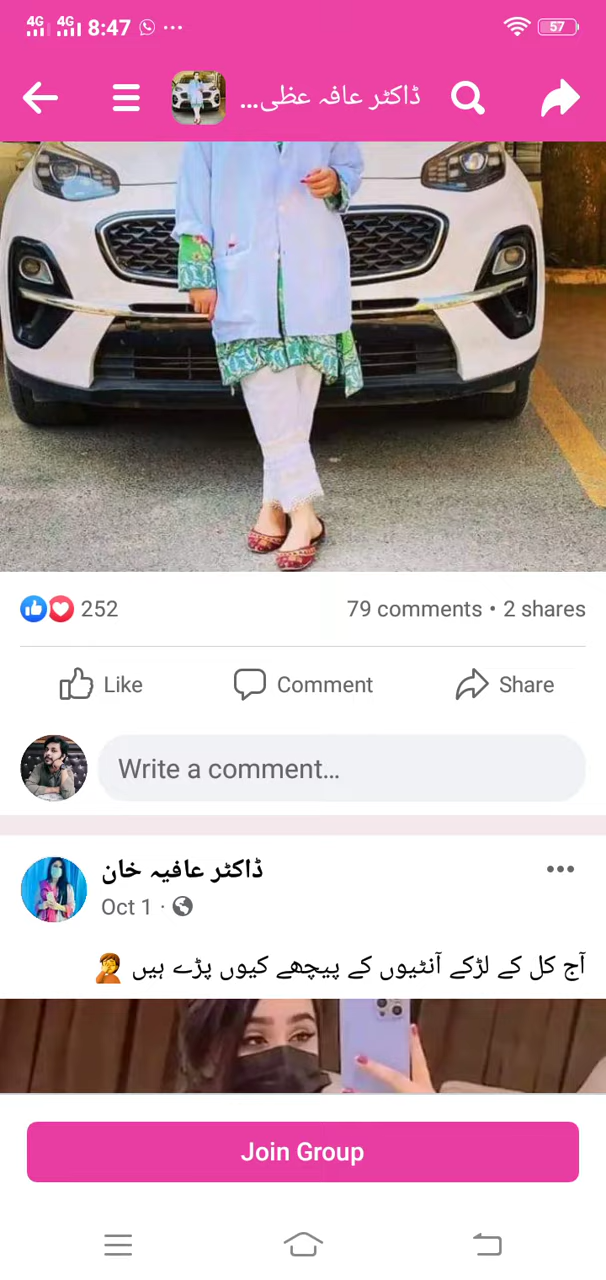 4G 4G 8:47 ... 57
ڈاکٹر عافہ عظی...
252 79 comments • 2 shares
Like Comment Share
Write a comment...
ڈاکٹر عافیہ خان
Oct 1 ·
آج کل کے لڑکے آنٹیوں کے پیچھے کیوں پڑے ہیں 🤦
Join Group